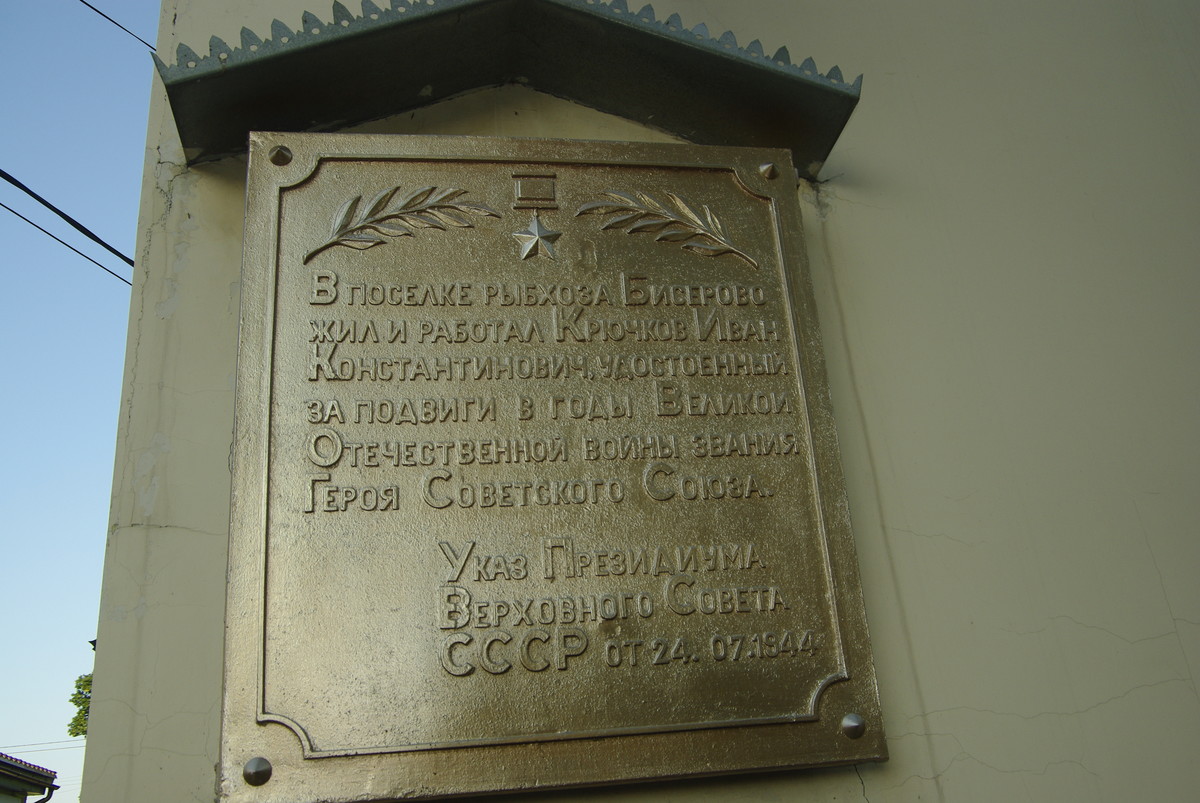 В поселке рыбхоза Бисерово
жил и работал Крючков Иван
Константинович, удостоенный
за подвиги в годы Великой
Отечественной войны звания
Героя Советского Союза.
Указ Президиума
Верховного Совета
СССР от 24. 07.1944